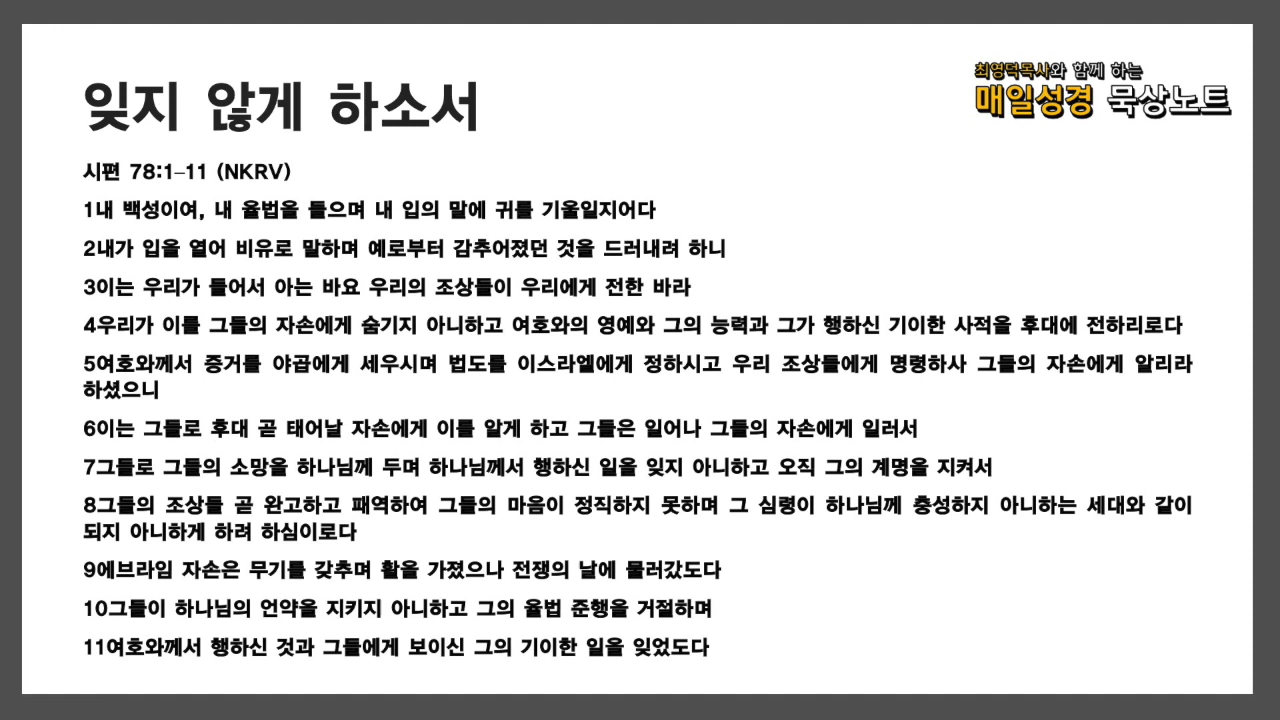 잊지 않게 하소서
최영덕목사와 함께 하는
매일성경 묵상노트
시편 78:1–11 (NKRV)
1내 백성이여, 내 율법을 들으며 내 입의 말에 귀를 기울일지어다
2내가 입을 열어 비유로 말하며 예로부터 감추어졌던 것을 드러내려 하니
3이는 우리가 들어서 아는 바요 우리의 조상들이 우리에게 전한 바라
4우리가 이를 그들의 자손에게 숨기지 아니하고 여호와의 영예와 그의 능력과 그가 행하신 기이한 사적을 후대에 전하리로다
5여호와께서 증거를 야곱에게 세우시며 법도를 이스라엘에게 정하시고 우리 조상들에게 명령하사 그들의 자손에게 알리라
하셨으니
6이는 그들로 후대 곧 태어날 자손에게 이를 알게 하고 그들은 일어나 그들의 자손에게 일러서
7그들로 그들의 소망을 하나님께 두며 하나님께서 행하신 일을 잊지 아니하고 오직 그의 계명을 지켜서
8그들의 조상들 곧 완고하고 패역하여 그들의 마음이 정직하지 못하며 그 심령이 하나님께 충성하지 아니하는 세대와 같이
되지 아니하게 하려 하심이로다
9에브라임 자손은 무기를 갖추며 활을 가졌으나 전쟁의 날에 물러갔도다
10그들이 하나님의 언약을 지키지 아니하고 그의 율법 준행을 거절하며
11여호와께서 행하신 것과 그들에게 보이신 그의 기이한 일을 잊었도다